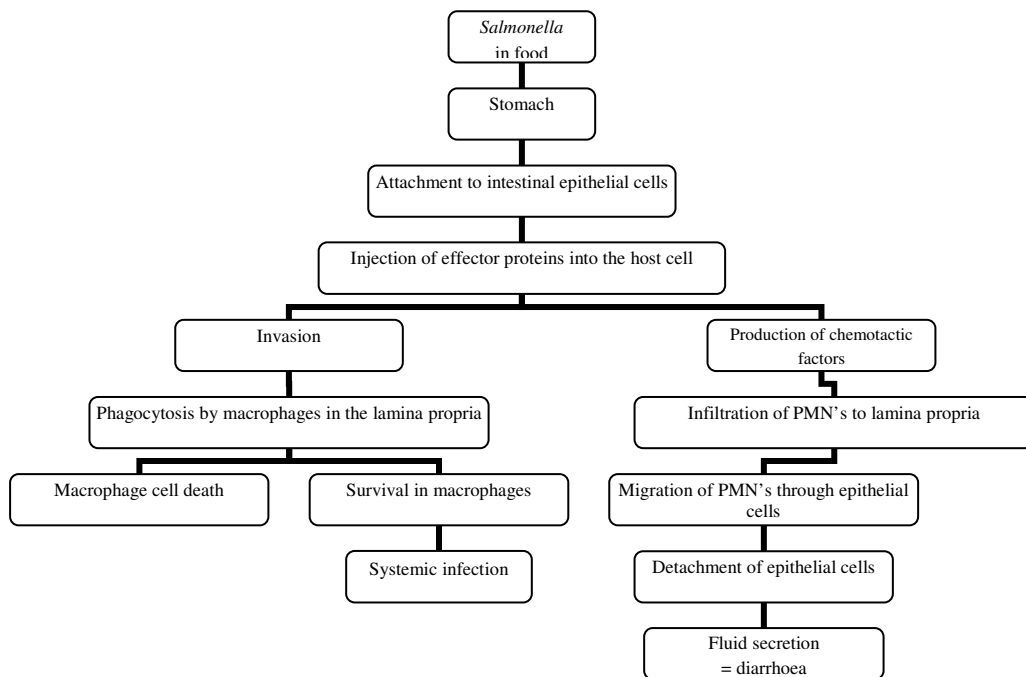 Salmonella
in food
Stomach
Attachment to intestinal epithelial cells
Injection of effector proteins into the host cell
Invasion
Production of chemotactic
factors
Phagocytosis by macrophages in the lamina propria
Infiltration of PMN's to lamina propria
Macrophage cell death
Survival in macrophages
Migration of PMN's through epithelial
cells
Systemic infection
Detachment of epithelial cells
Fluid secretion
= diarrhoea